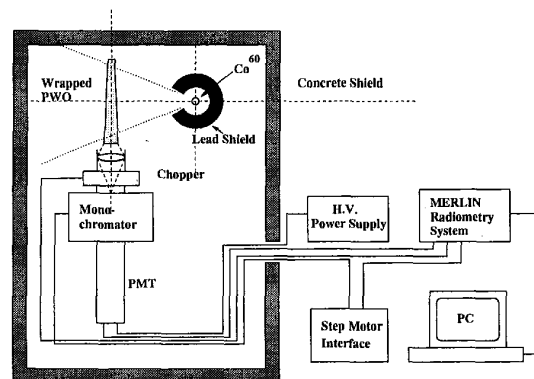 60
Co
Wrapped
PWO
Concrete Shield
Lead Shield
Chopper
Mono-
chromator
H.V.
Power Supply
MERLIN
Radiometry
System
PMT
Step Motor
Interface
PC